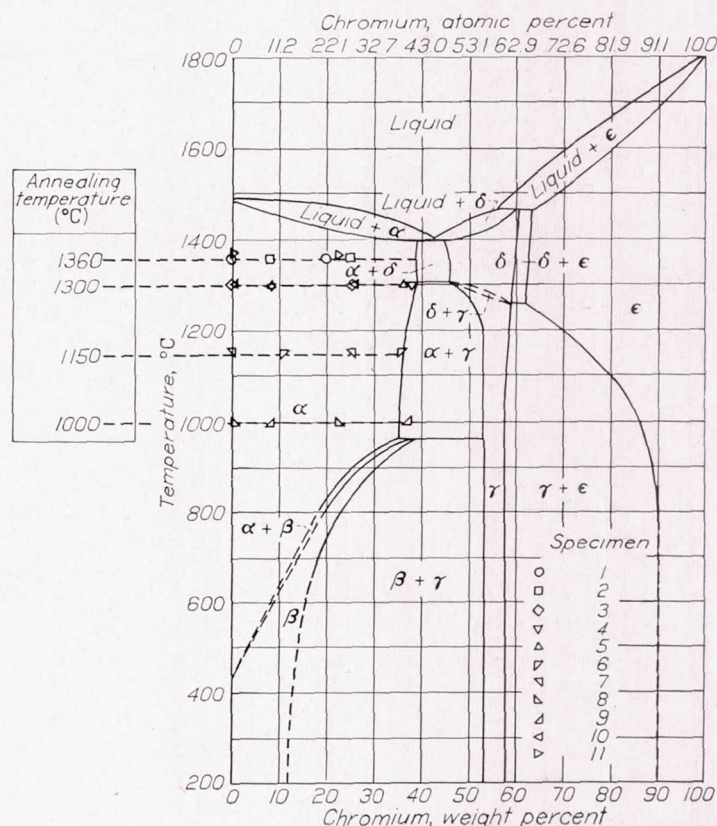 Chromium, atomic percent
0 11.2 22.1 32.7 43.0 53.1 62.9 72.6 81.9 91.1 100
1800
Liquid
1600
Liquid + ϵ
Annealing temperature (°C)
Liquid + δ
Liquid + α
1400
1360
α + δ
δ
δ + ϵ
1300
ϵ
δ + γ
1200
1150
α + γ
Temperature, °C
α
1000
1000
γ
γ + ϵ
800
α + β
Specimen
β + γ
1
2
600
β
3
4
5
6
7
400
8
9
10
11
200
0 10 20 30 40 50 60 70 80 90 100
Chromium, weight percent